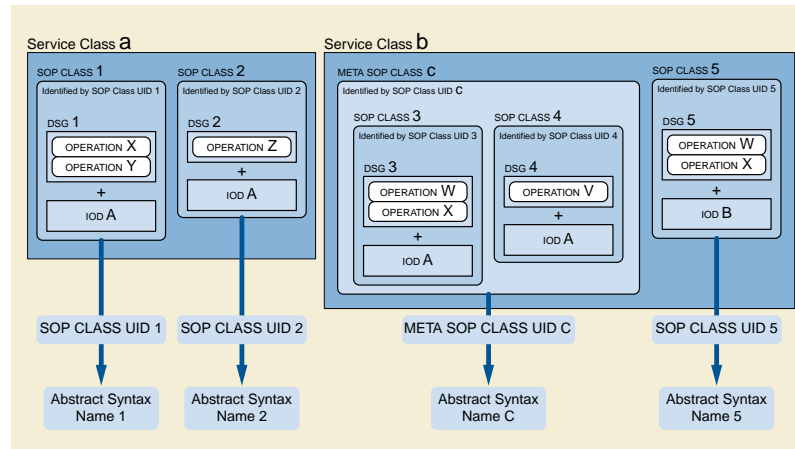 Service Class a
SOP CLASS 1
Identified by SOP Class UID 1
DSG 1
OPERATION X
OPERATION Y
+
IOD A
SOP CLASS 2
Identified by SOP Class UID 2
DSG 2
OPERATION Z
+
IOD A
Service Class b
META SOP CLASS C
Identified by SOP Class UID C
SOP CLASS 3
Identified by SOP Class UID 3
DSG 3
OPERATION W
OPERATION X
+
IOD A
SOP CLASS 4
Identified by SOP Class UID 4
DSG 4
OPERATION V
+
IOD A
SOP CLASS 5
Identified by SOP Class UID 5
DSG 5
OPERATION W
OPERATION X
+
IOD B
SOP CLASS UID 1
SOP CLASS UID 2
META SOP CLASS UID C
SOP CLASS UID 5
Abstract Syntax
Name 1
Abstract Syntax
Name 2
Abstract Syntax
Name C
Abstract Syntax
Name 5